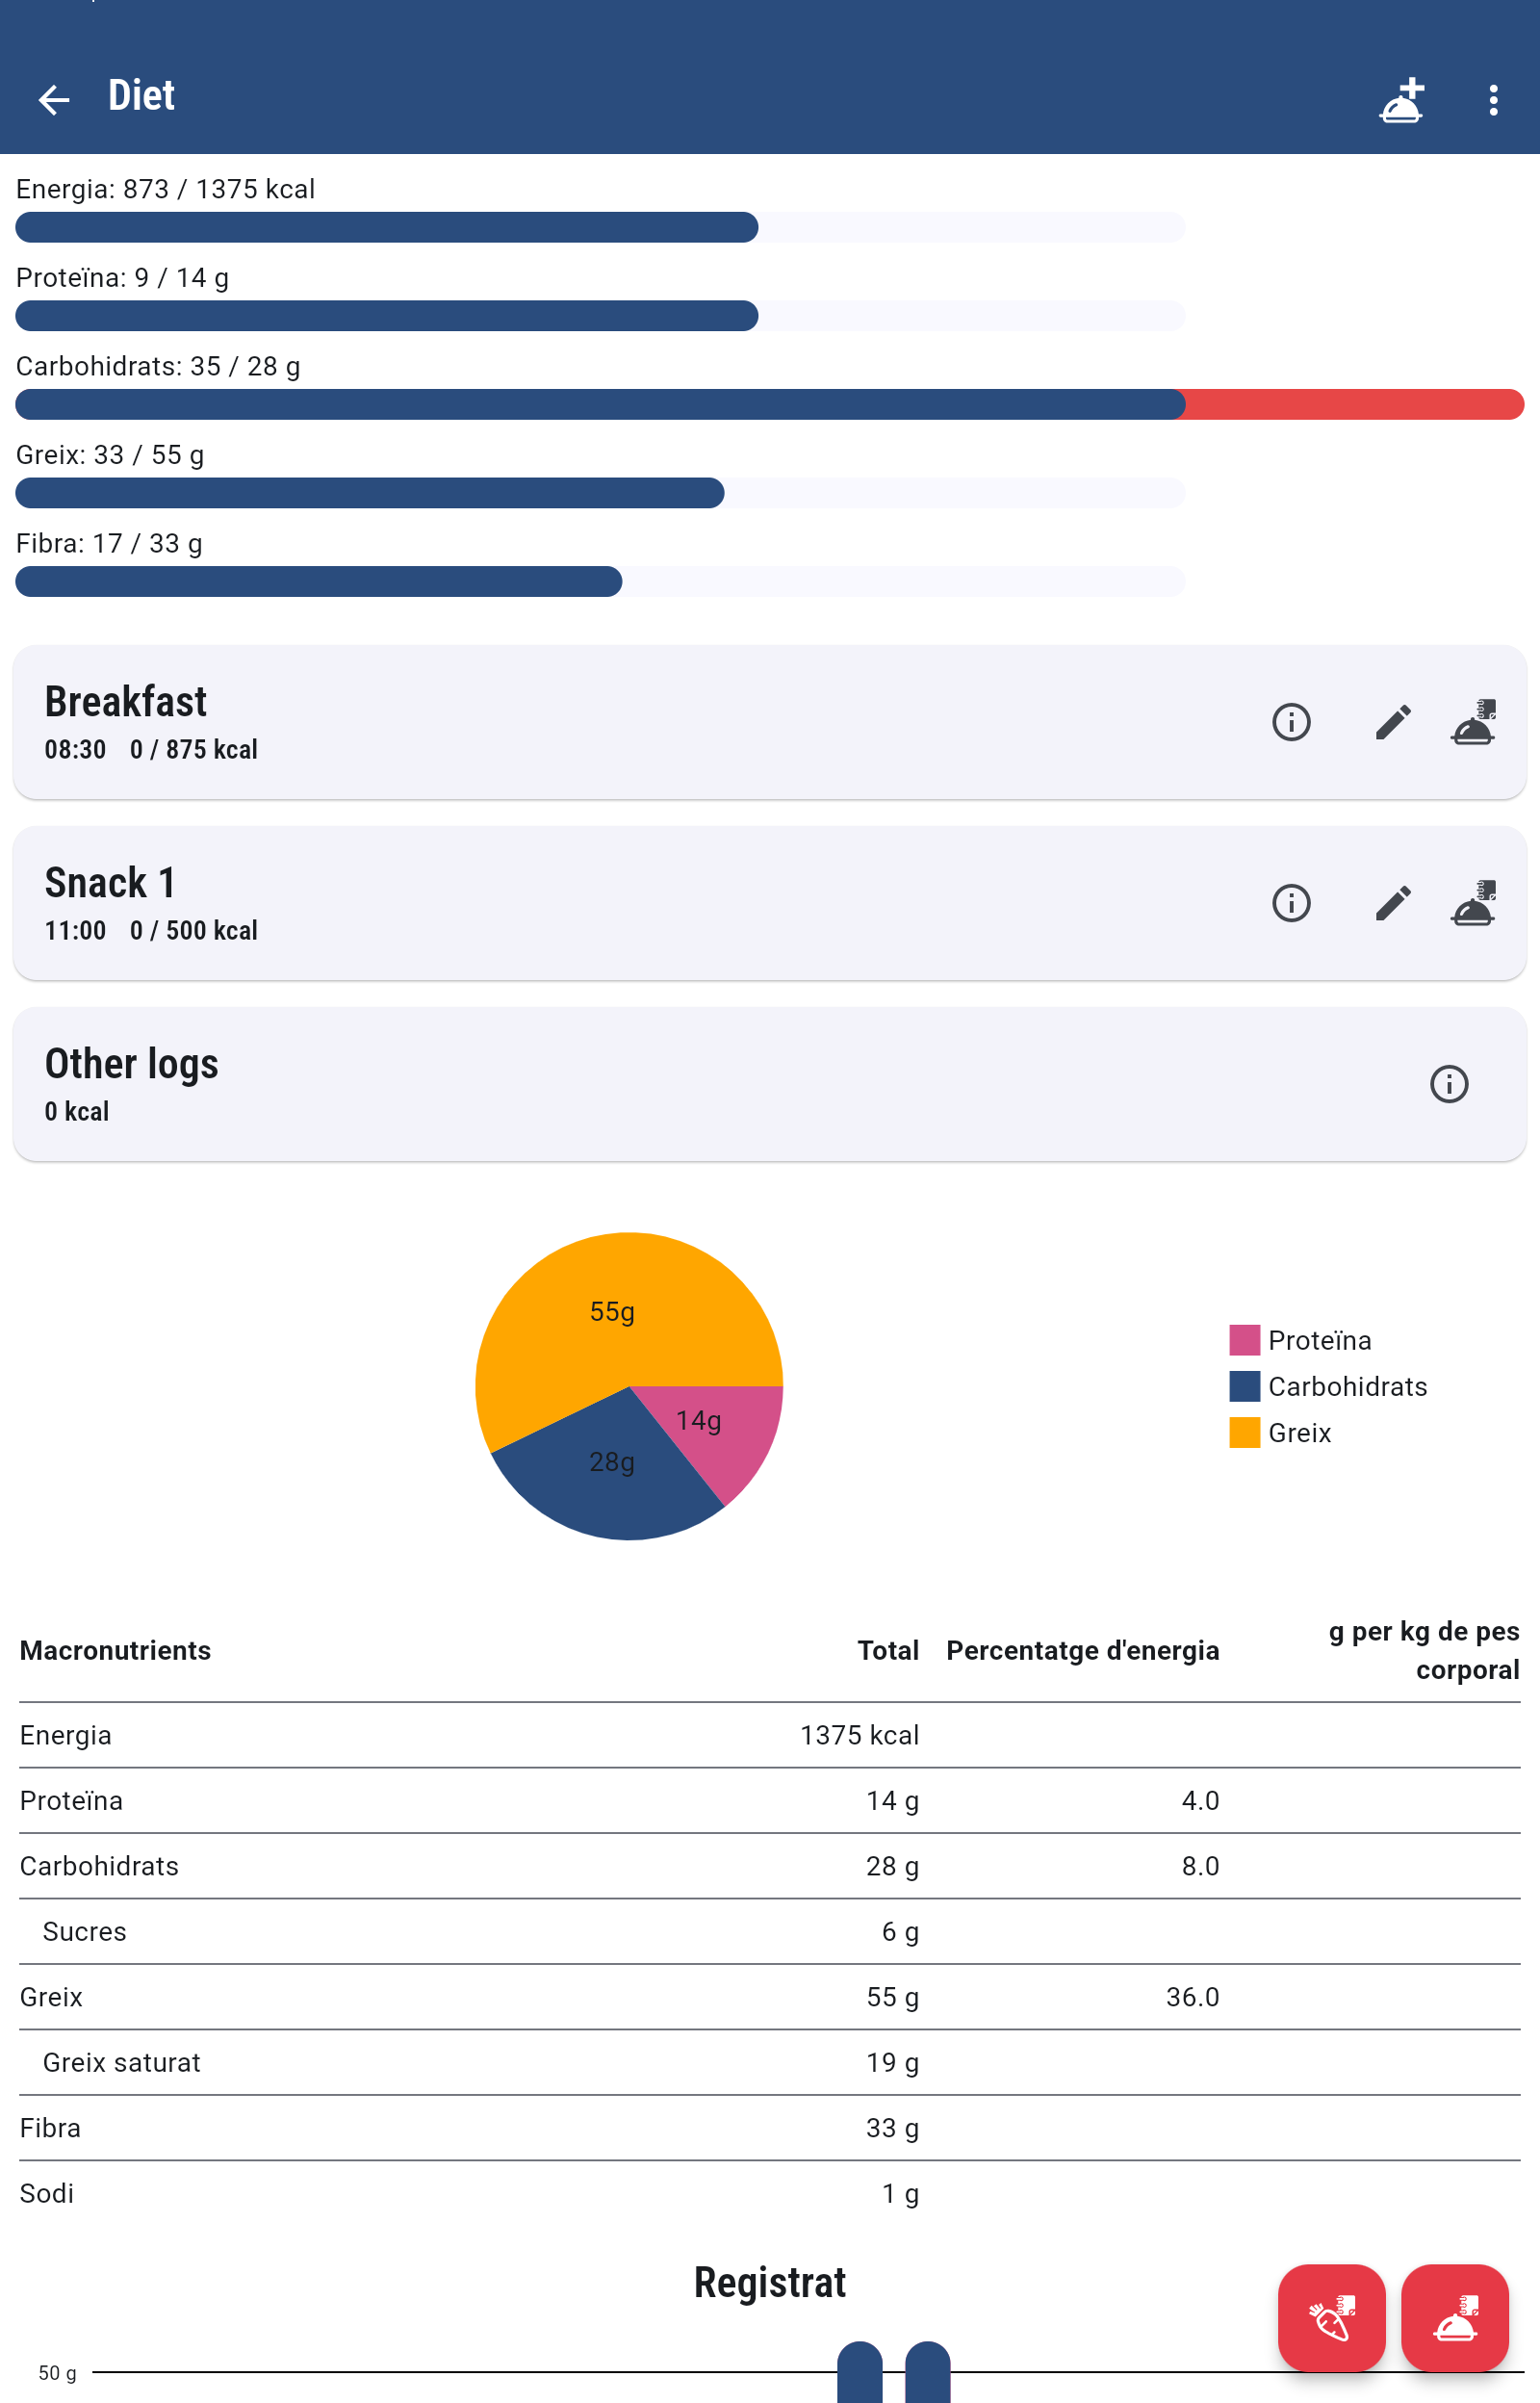 Diet
Energia: 873 / 1375 kcal
Proteïna: 9 / 14 g
Carbohidrats: 35 / 28 g
Greix: 33 / 55 g
Fibra: 17 / 33 g
Breakfast
08:30 0 / 875 kcal
Snack 1
11:00 0 / 500 kcal
Other logs
0 kcal
55g
14g
28g
Proteïna
Carbohidrats
Greix
Macronutrients Total Percentatge d'energia g per kg de pes
corporal
Energia 1375 kcal
Proteïna 14 g 4.0
Carbohidrats 28 g 8.0
Sucres 6 g
Greix 55 g 36.0
Greix saturat 19 g
Fibra 33 g
Sodi 1 g
Registrat
50 g